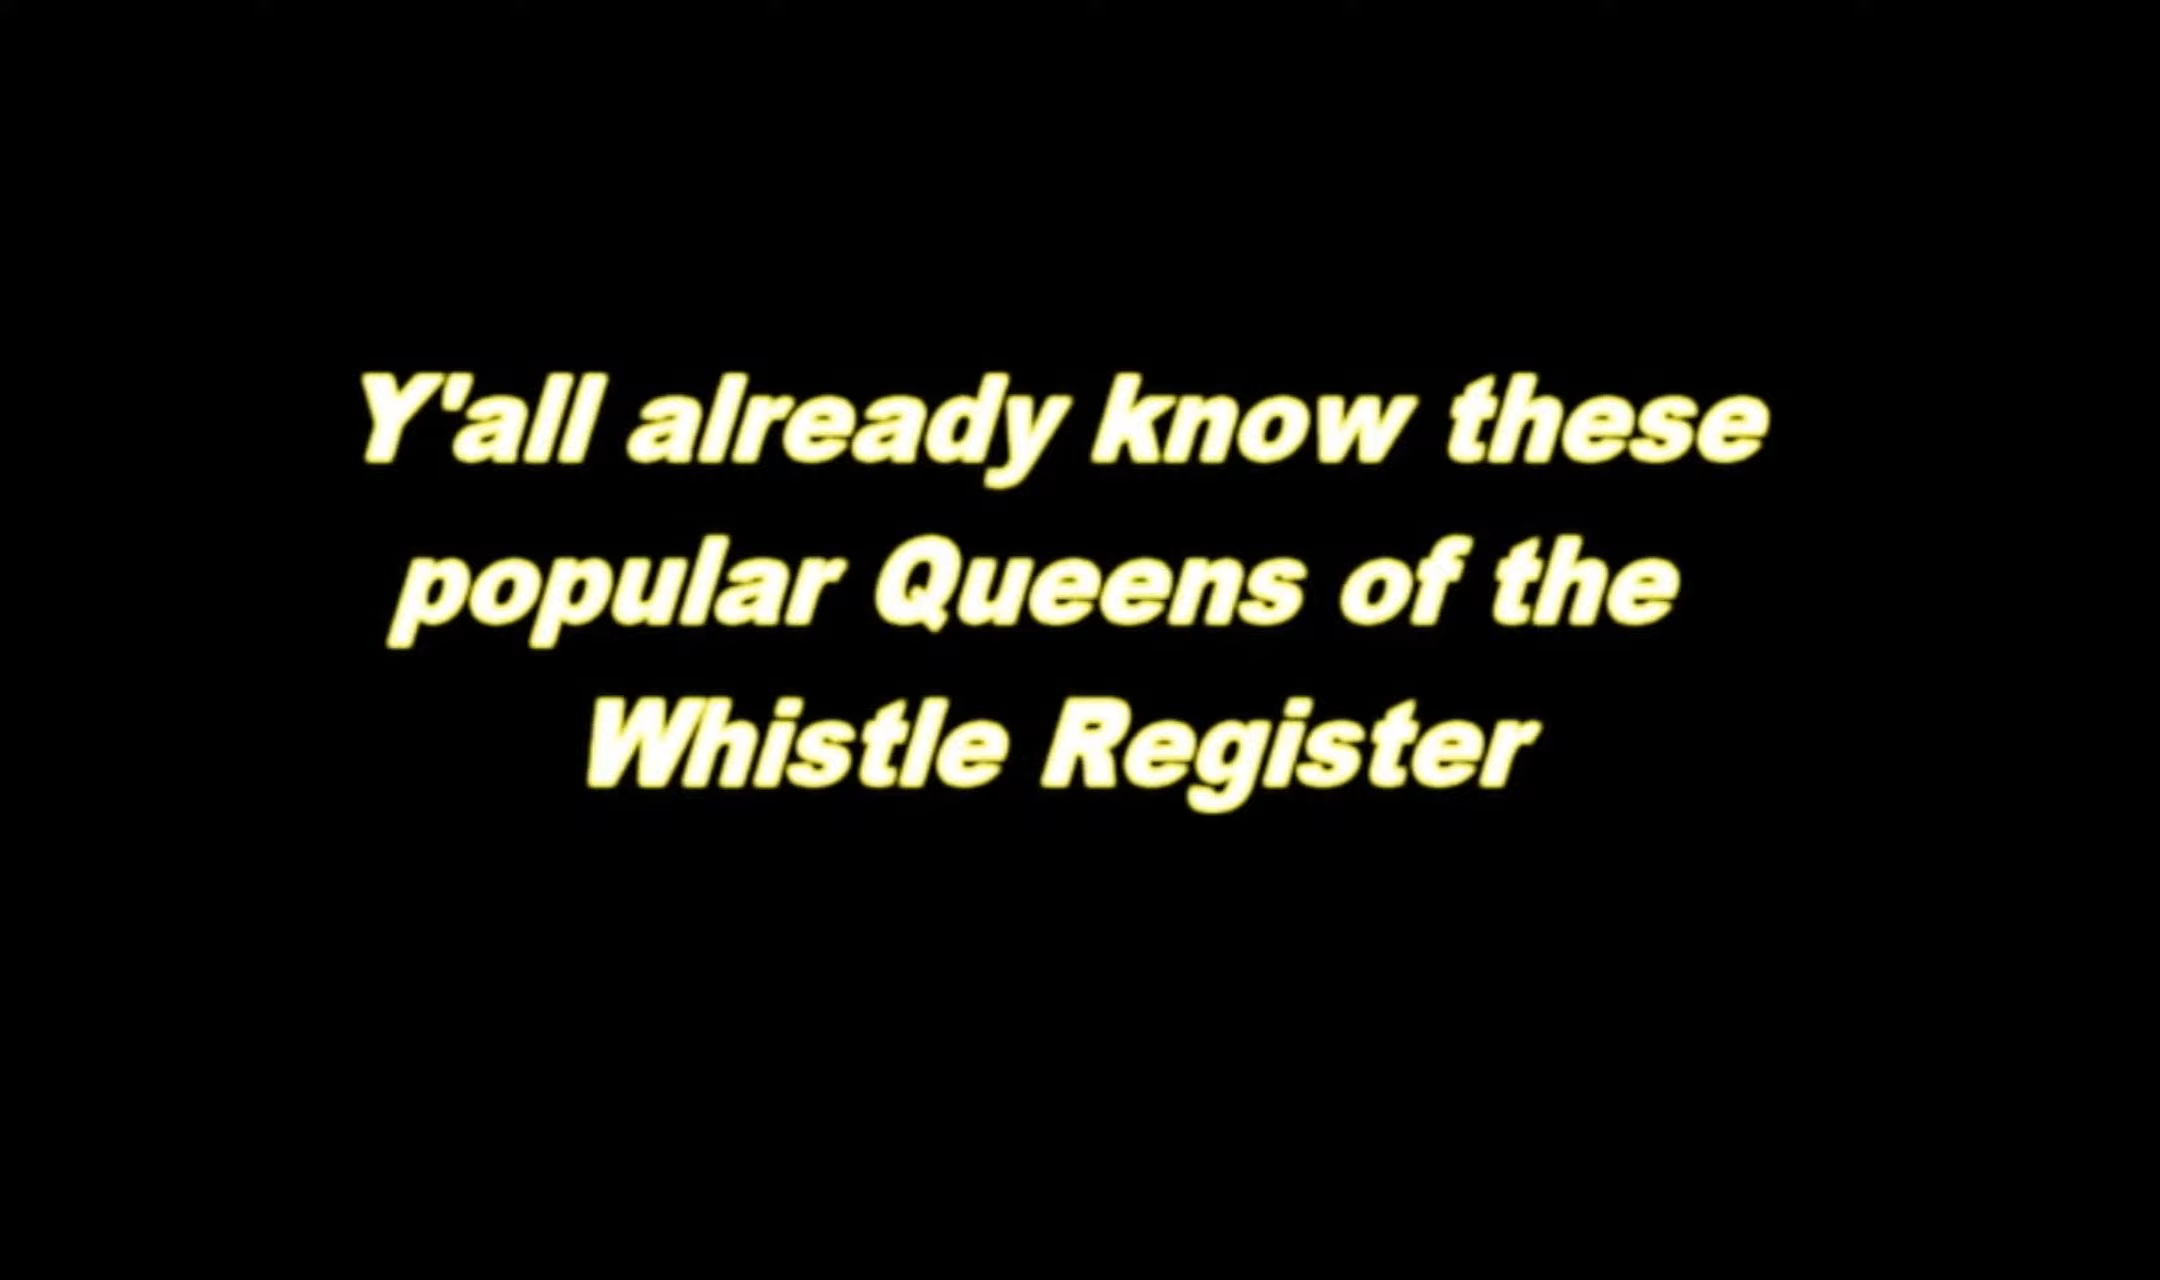 Y'all already know these
popular Queens of the
Whistle Register